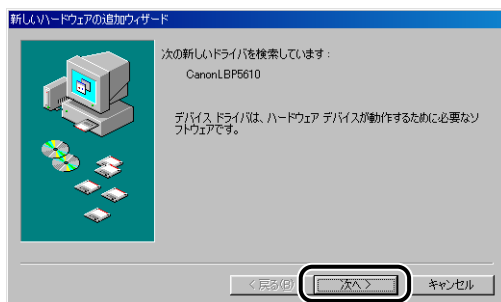 新しいハードウェアの追加ウィザード
次の新しいドライバを検索しています：
CanonLBP5610
デバイス ドライバは、ハードウェア デバイスが動作するために必要なソ
フトウェアです。
< 戻る(B)
次へ >
キャンセル